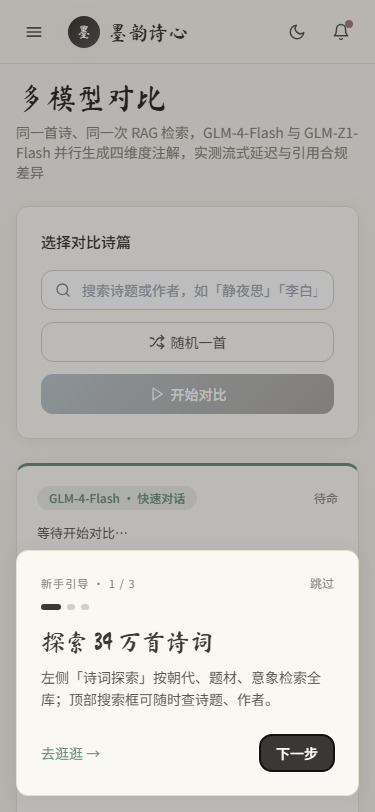 墨 墨韵诗心
多模型对比
同一首诗、同一次 RAG 检索，GLM-4-Flash 与 GLM-Z1-
Flash 并行生成四维度注解，实测流式延迟与引用合规
差异
选择对比诗篇
搜索诗题或作者，如「静夜思」「李白」
随机一首
开始对比
GLM-4-Flash · 快速对话 待命
等待开始对比…
新手引导 · 1 / 3 跳过
探索 34 万首诗词
左侧「诗词探索」按朝代、题材、意象检索全
库；顶部搜索框可随时查诗题、作者。
去逛逛 → 下一步